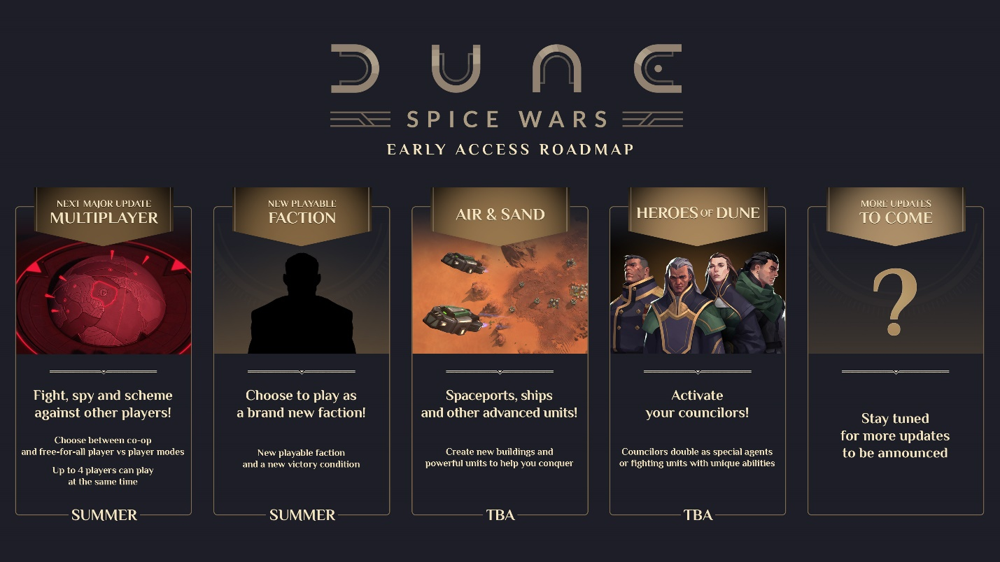 DUNE
SPICE WARS
EARLY ACCESS ROADMAP
NEXT MAJOR UPDATE
MULTIPLAYER
Fight, spy and scheme
against other players!
Choose between co-op
and free-for-all player vs player modes
Up to 4 players can play
at the same time
SUMMER
NEW PLAYABLE
FACTION
Choose to play as
a brand new faction!
New playable faction
and a new victory condition
SUMMER
AIR & SAND
Spaceports, ships
and other advanced units!
Create new buildings and
powerful units to help you conquer
TBA
HEROES OF DUNE
Activate
your councilors!
Councilors double as special agents
or fighting units with unique abilities
TBA
MORE UPDATES
TO COME
?
Stay tuned
for more updates
to be announced